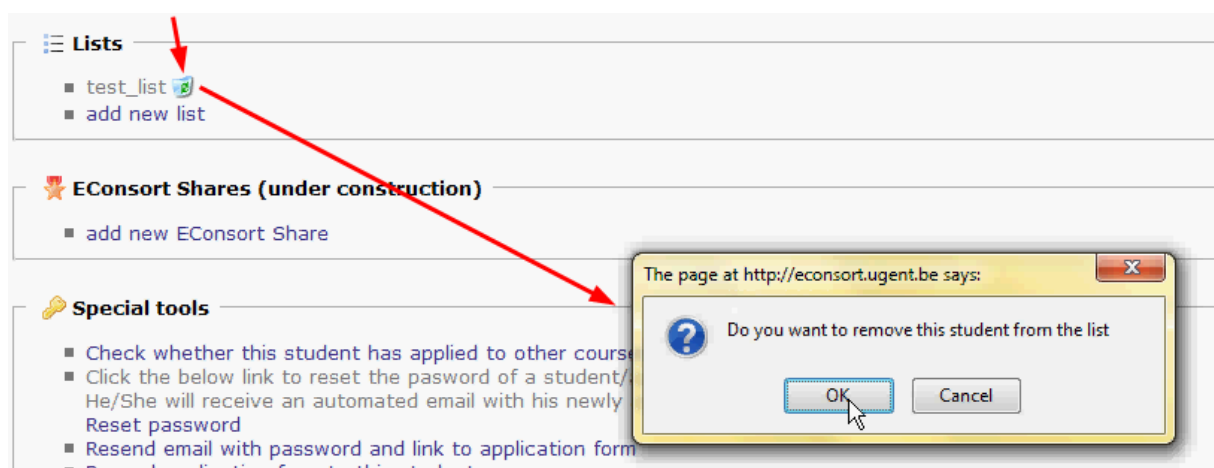 Lists
test_list
add new list
EConsort Shares (under construction)
add new EConsort Share
The page at http://econsort.ugent.be says:
Do you want to remove this student from the list
OK
Cancel
Special tools
Check whether this student has applied to other course
Click the below link to reset the pasword of a student/
He/She will receive an automated email with his newly
Reset password
Resend email with password and link to application form